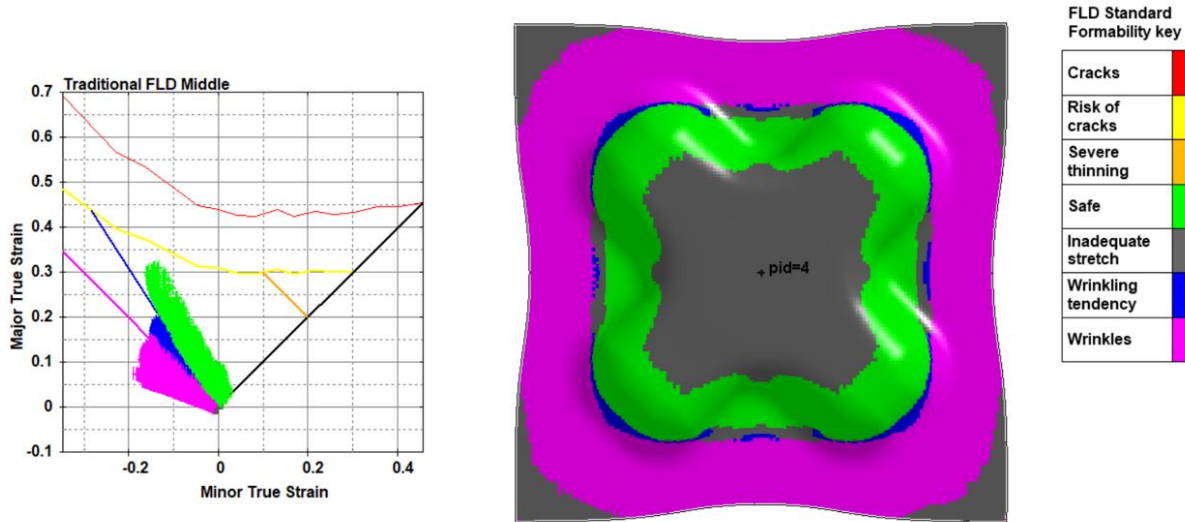 Traditional FLD Middle
0.7
0.6
0.5
0.4
0.3
0.2
0.1
0
-0.1
Major True Strain
-0.2
0
0.2
0.4
Minor True Strain
pid=4
FLD Standard
Formability key
Cracks
Risk of
cracks
Severe
thinning
Safe
Inadequate
stretch
Wrinkling
tendency
Wrinkles